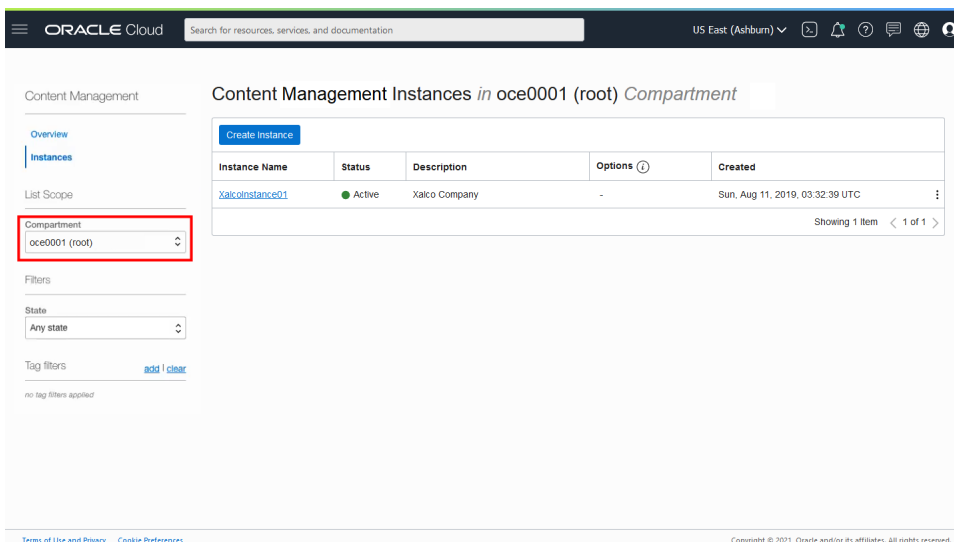 ORACLE Cloud
Search for resources, services, and documentation
US East (Ashburn)
Content Management
Overview
Instances
List Scope
Compartment
oce0001 (root)
Filters
State
Any state
Tag filters add | clear
no tag filters applied
Content Management Instances in oce0001 (root) Compartment
Create Instance
Instance Name Status Description Options (i) Created
XalcoInstance01 Active Xalco Company - Sun, Aug 11, 2019, 03:32:39 UTC
Showing 1 Item < 1 of 1 >
Terms of Use and Privacy Cookie Preferences
Copyright © 2021, Oracle and/or its affiliates. All rights reserved.